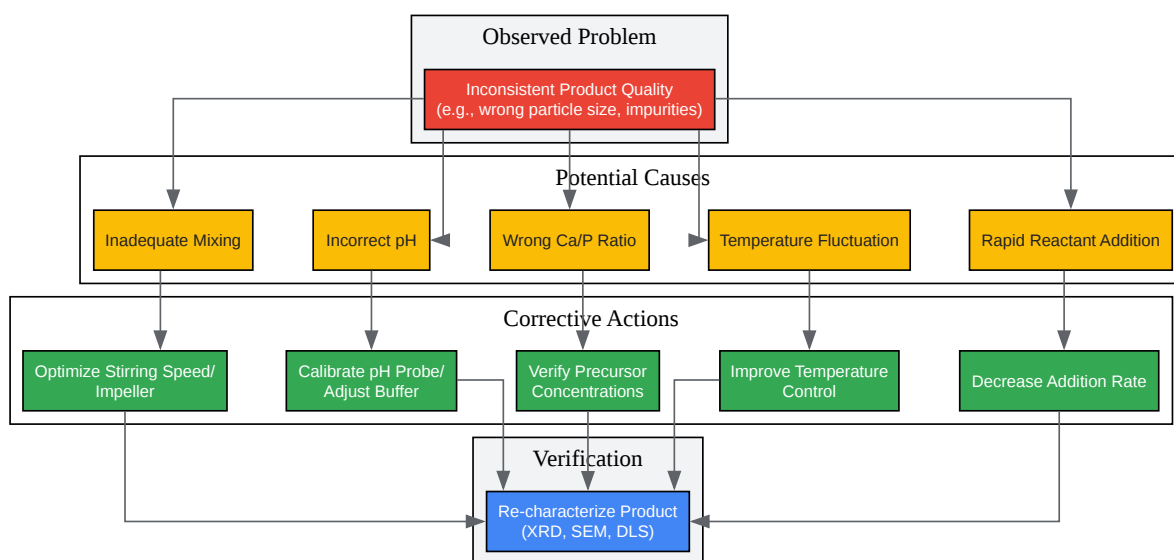 Observed Problem
Inconsistent Product Quality
(e.g., wrong particle size, impurities)
Potential Causes
Inadequate Mixing
Incorrect pH
Wrong Ca/P Ratio
Temperature Fluctuation
Rapid Reactant Addition
Corrective Actions
Optimize Stirring Speed/
Impeller
Calibrate pH Probe/
Adjust Buffer
Verify Precursor
Concentrations
Improve Temperature
Control
Decrease Addition Rate
Verification
Re-characterize Product
(XRD, SEM, DLS)